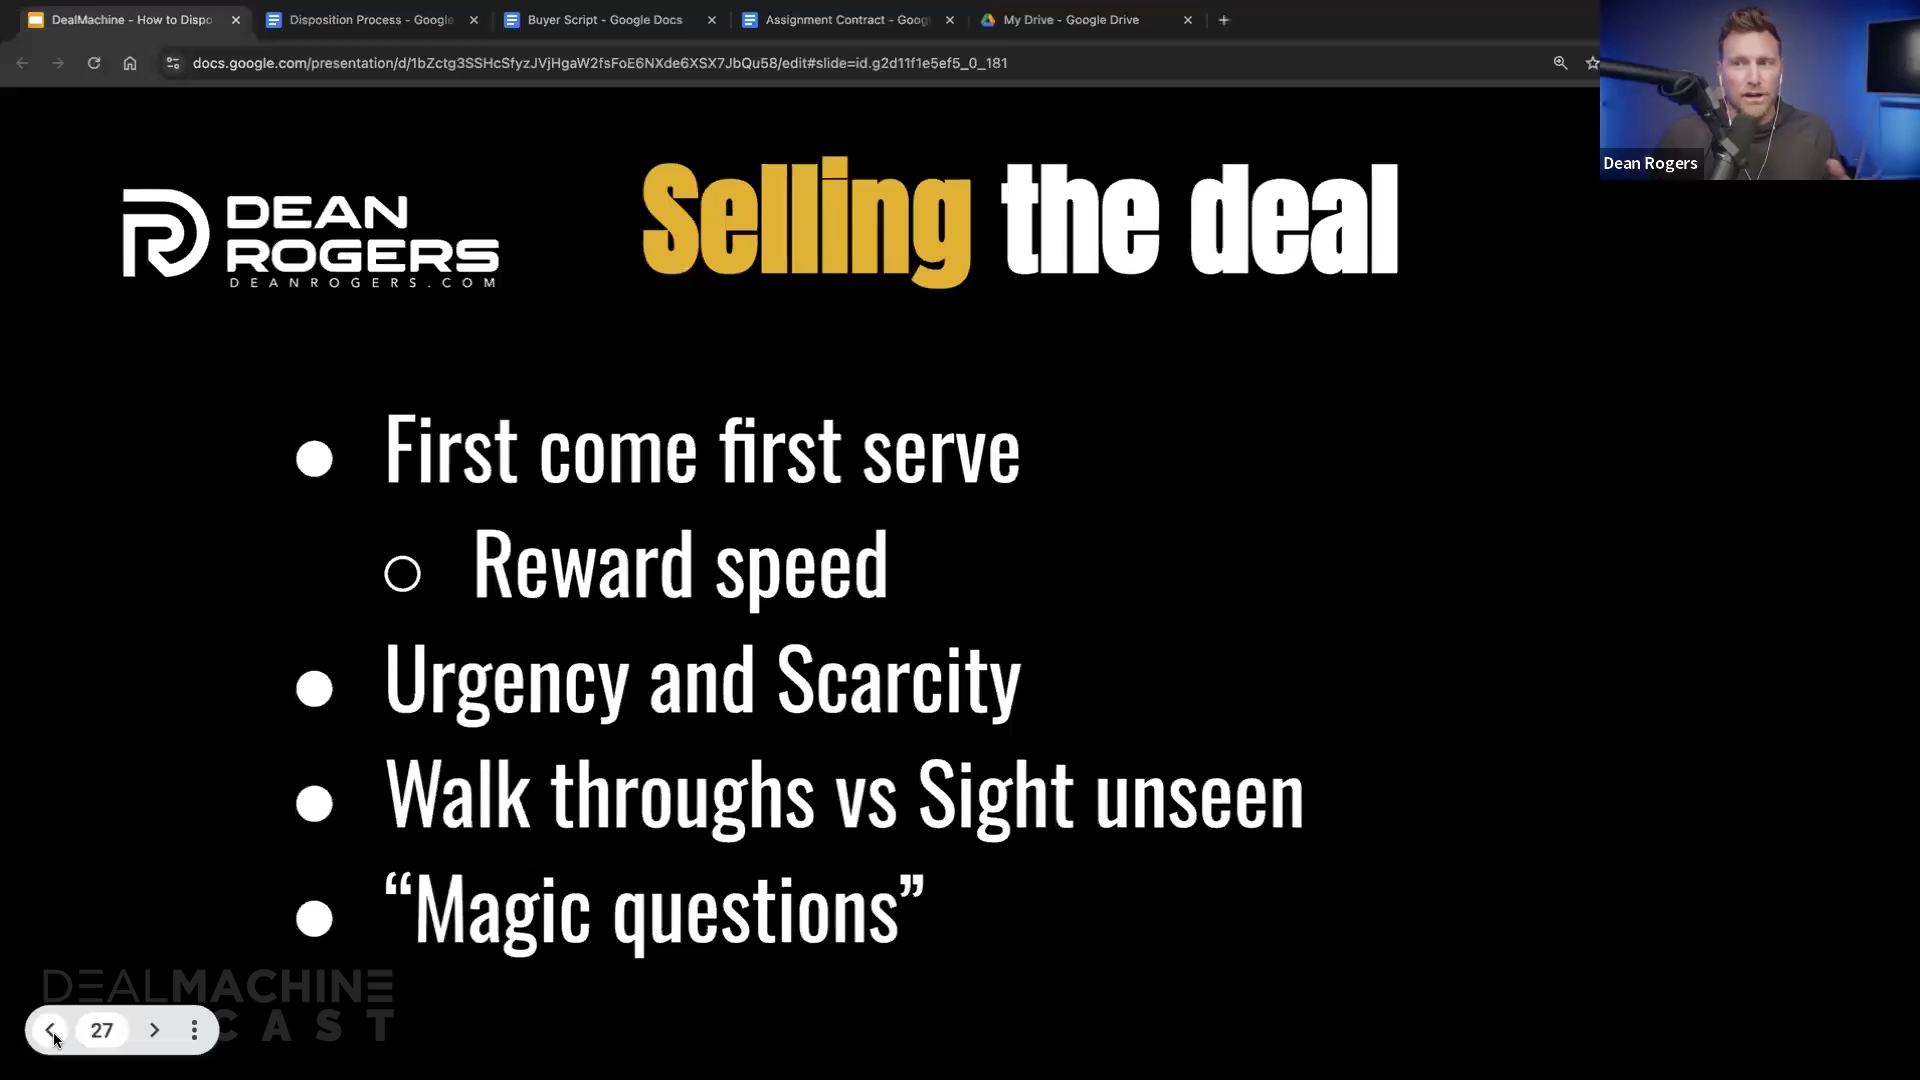 DealMachine - How to Dispo
Disposition Process - Google
Buyer Script - Google Docs
Assignment Contract - Goog
My Drive - Google Drive
docs.google.com/presentation/d/1bZctg3SSHcSfyzJVjHgaW2fsFoE6NXde6XSX7JbQu58/edit#slide=id.g2d11f1e5ef5_0_181
Dean Rogers
DEAN
ROGERS
DEANROGERS.COM
Selling the deal
● First come first serve
○ Reward speed
● Urgency and Scarcity
● Walk throughs vs Sight unseen
● “Magic questions”
DEALMACHINE
CAST
27